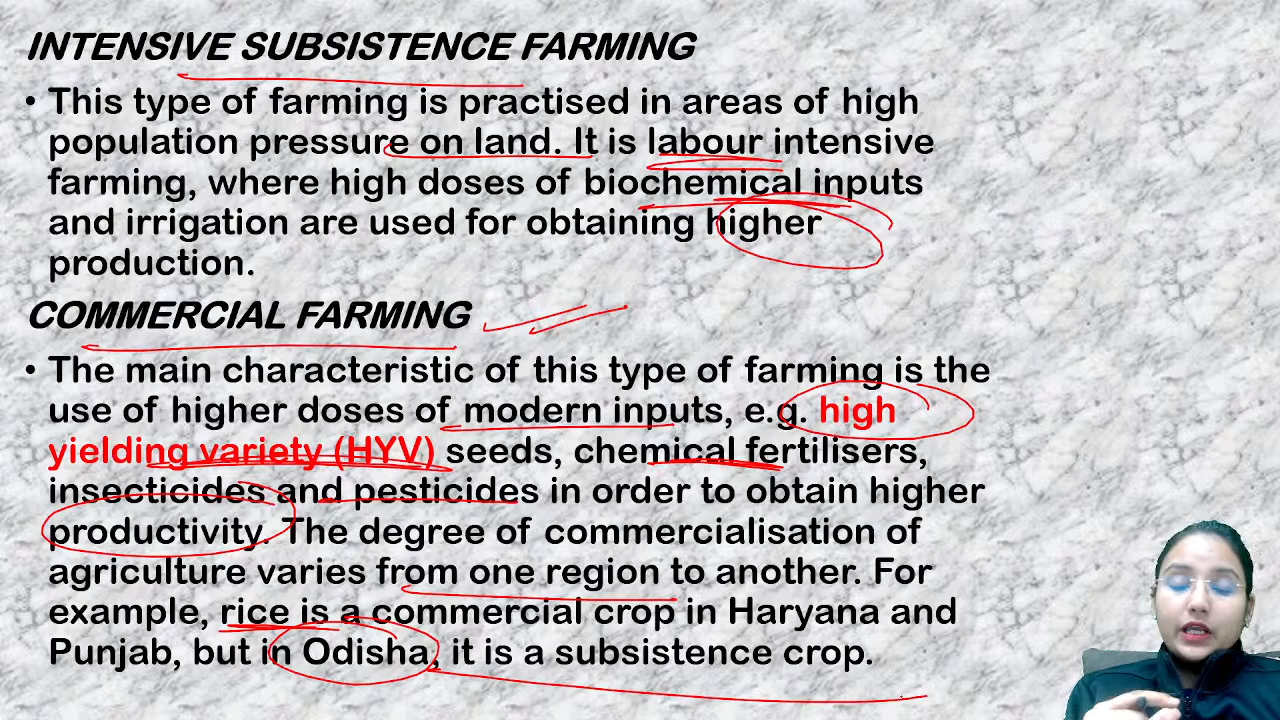 INTENSIVE SUBSISTENCE FARMING
• This type of farming is practised in areas of high
population pressure on land. It is labour intensive
farming, where high doses of biochemical inputs
and irrigation are used for obtaining higher
production.
COMMERCIAL FARMING
• The main characteristic of this type of farming is the
use of higher doses of modern inputs, e.g. high
yielding variety (HYV) seeds, chemical fertilisers,
insecticides and pesticides in order to obtain higher
productivity. The degree of commercialisation of
agriculture varies from one region to another. For
example, rice is a commercial crop in Haryana and
Punjab, but in Odisha, it is a subsistence crop.